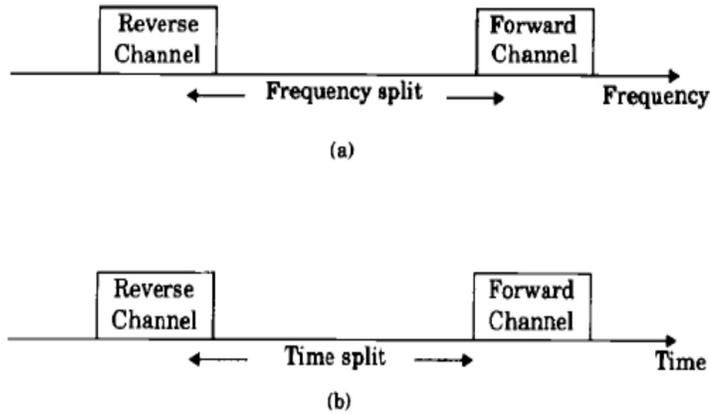 Reverse
Channel
Forward
Channel
Frequency split
Frequency
(a)
Reverse
Channel
Forward
Channel
Time split
Time
(b)